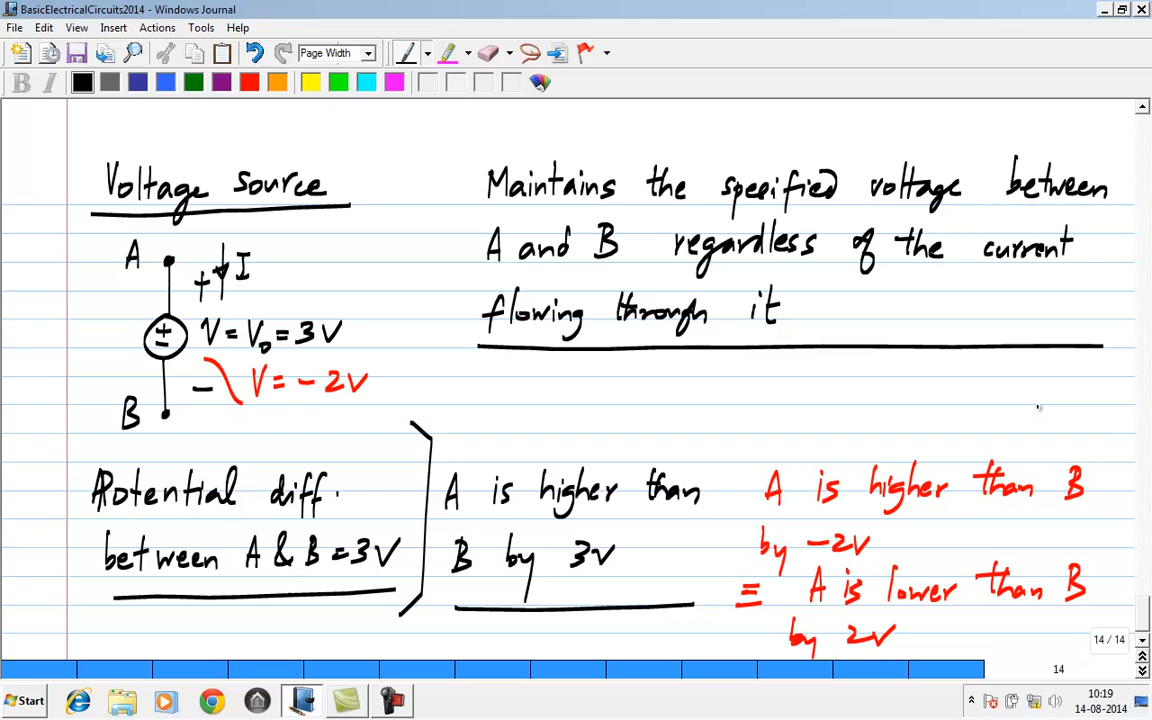 BasicElectricalCircuits2014 - Windows Journal
File Edit View Insert Actions Tools Help
Page Width
B I
Voltage source
A
+ I
+
−
V = V₀ = 3V
− V = −2V
B
Maintains the specified voltage between
A and B regardless of the current
flowing through it
Potential diff.
between A & B = 3V
A is higher than
B by 3V
A is higher than B
by −2V
≡ A is lower than B
by 2V
14 / 14
14
Start
10:19
14-08-2014